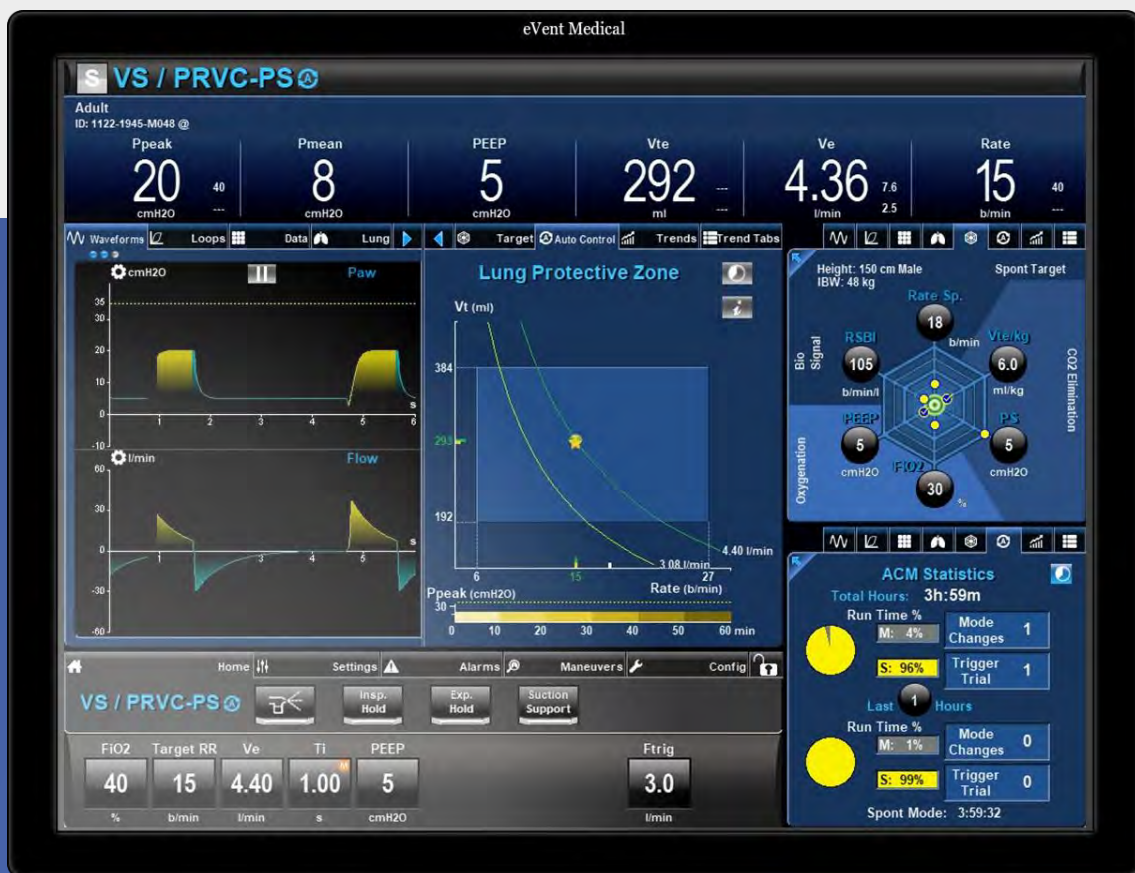 eVent Medical
S VS / PRVC-PS A
Adult
ID: 1122-1945-M048 @
Ppeak Pmean PEEP Vte Ve Rate
20 40 --- 8 5 292 --- --- 4.36 7.6 2.5 15 40 ---
cmH2O cmH2O cmH2O ml l/min b/min
Waveforms Loops Data Lung Target Auto Control Trends Trend Tabs
cmH2O Paw
35
30
20
10
0
-10
1 2 3 4 5 6 s
l/min Flow
60
30
0
-30
-60
1 2 3 4 5 s
Lung Protective Zone
i
Vt (ml)
384
293
192
4.40 l/min
3.08 l/min
6 15 27
Rate (b/min)
Ppeak (cmH2O)
30
0 10 20 30 40 50 60 min
Height: 150 cm Male Spont Target
IBW: 48 kg
Rate Sp.
18
b/min
RSBI
105
b/min/l
Vte/kg
6.0
ml/kg
PEEP
5
cmH2O
PS
5
cmH2O
FiO2
30
%
Bio Signal
CO2 Elimination
Oxygenation
ACM Statistics
Total Hours: 3h:59m
Run Time %
M: 4% Mode Changes 1
S: 96% Trigger Trial 1
Last 1 Hours
Run Time %
M: 1% Mode Changes 0
S: 99% Trigger Trial 0
Spont Mode: 3:59:32
Home Settings Alarms Maneuvers Config
VS / PRVC-PS A
Insp. Hold
Exp. Hold
Suction Support
FiO2 Target RR Ve Ti PEEP Ftrig
40 15 4.40 1.00 M 5 3.0
% b/min l/min s cmH2O l/min